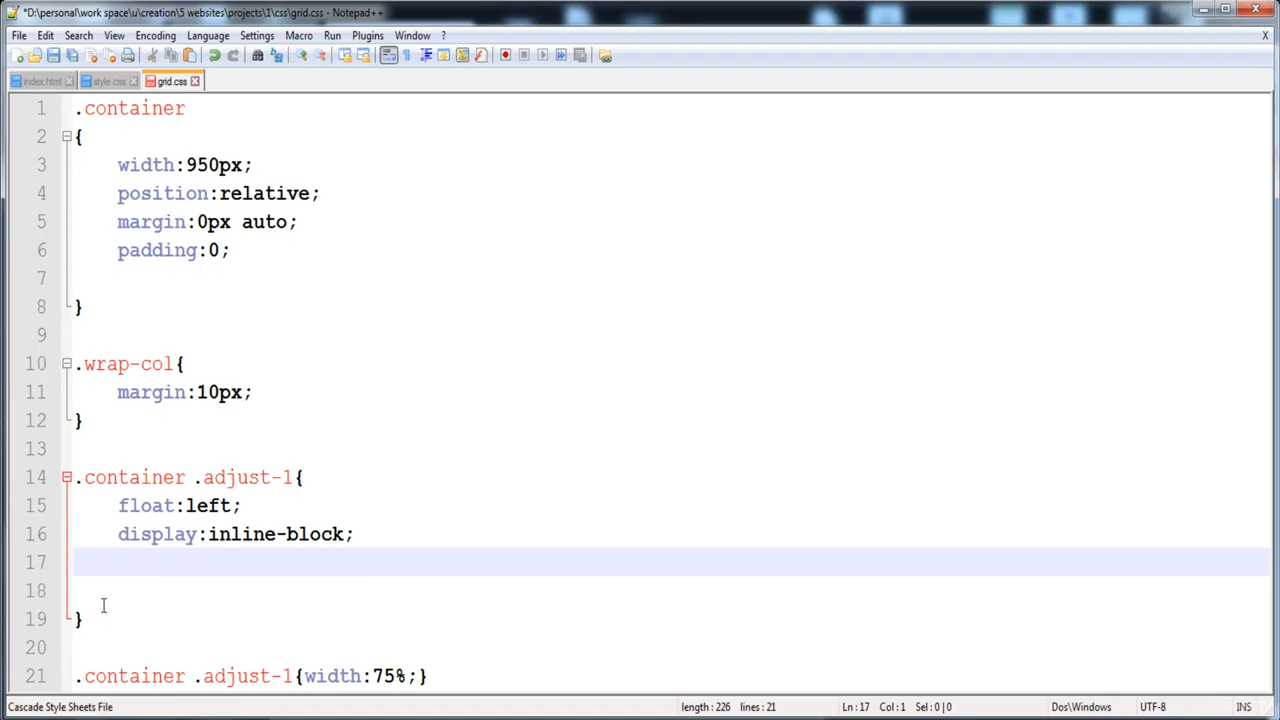 *D:\personal\work space\u\creation\5 websites\projects\1\css\grid.css - Notepad++
File Edit Search View Encoding Language Settings Macro Run Plugins Window ? X
index.html style.css grid.css
1 .container
2 {
3 width:950px;
4 position:relative;
5 margin:0px auto;
6 padding:0;
7
8 }
9
10 .wrap-col{
11 margin:10px;
12 }
13
14 .container .adjust-1{
15 float:left;
16 display:inline-block;
17
18
19 }
20
21 .container .adjust-1{width:75%;}
Cascade Style Sheets File length : 226 lines : 21 Ln : 17 Col : 1 Sel : 0 | 0 Dos\Windows UTF-8 INS